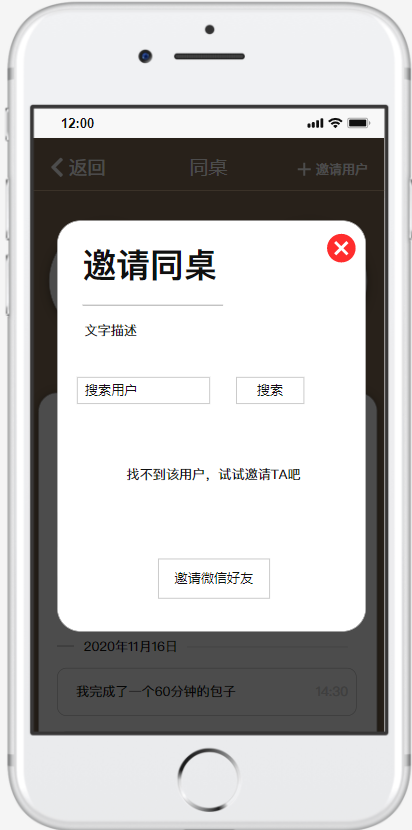 12:00
返回 同桌 邀请用户
邀请同桌
文字描述
搜索用户 搜索
找不到该用户，试试邀请TA吧
邀请微信好友
2020年11月16日
我完成了一个60分钟的包子 14:30